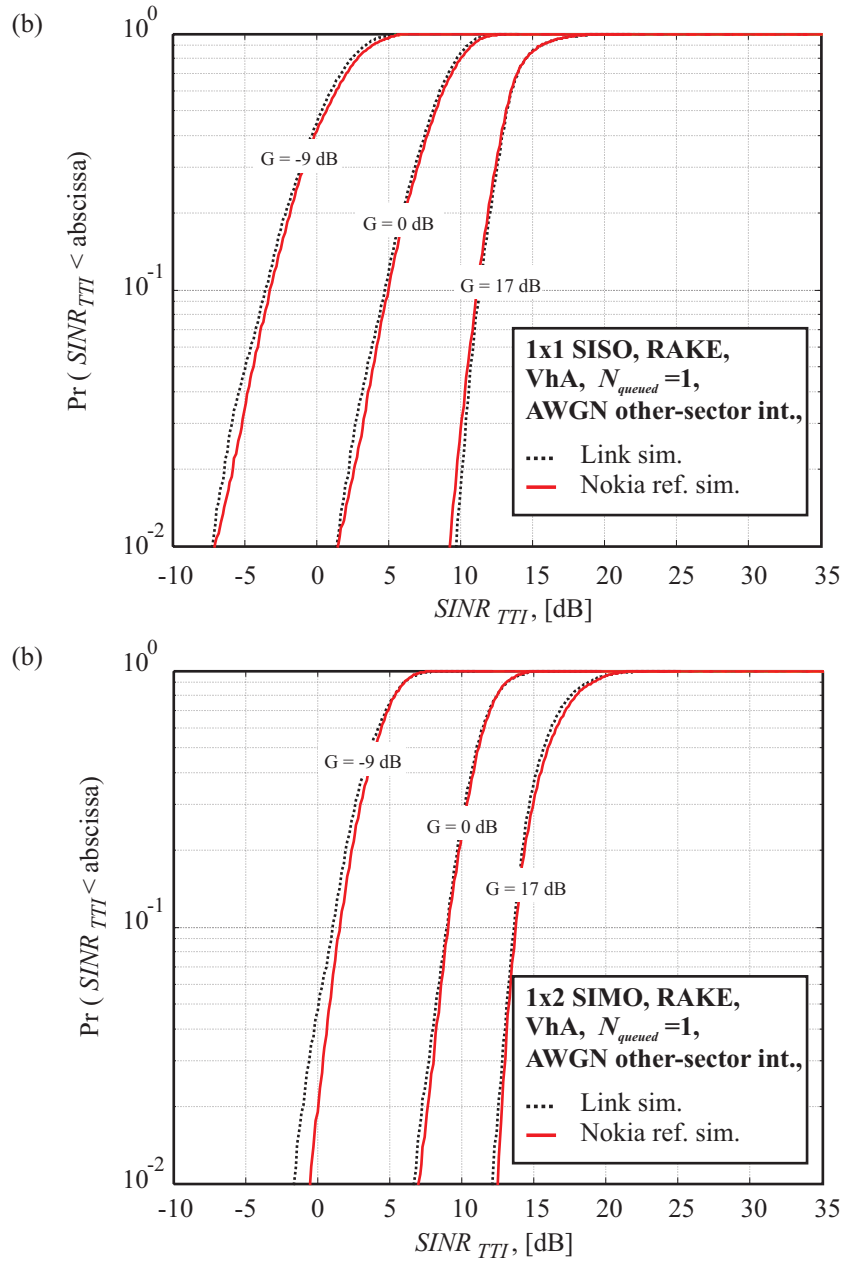 (b)
10^0
10^-1
10^-2
Pr ( SINR_TTI < abscissa)
G = -9 dB
G = 0 dB
G = 17 dB
1x1 SISO, RAKE,
VhA, N_queued =1,
AWGN other-sector int.,
Link sim.
Nokia ref. sim.
-10 -5 0 5 10 15 20 25 30 35
SINR_TTI, [dB]
(b)
10^0
10^-1
10^-2
Pr ( SINR_TTI < abscissa)
G = -9 dB
G = 0 dB
G = 17 dB
1x2 SIMO, RAKE,
VhA, N_queued =1,
AWGN other-sector int.,
Link sim.
Nokia ref. sim.
-10 -5 0 5 10 15 20 25 30 35
SINR_TTI, [dB]